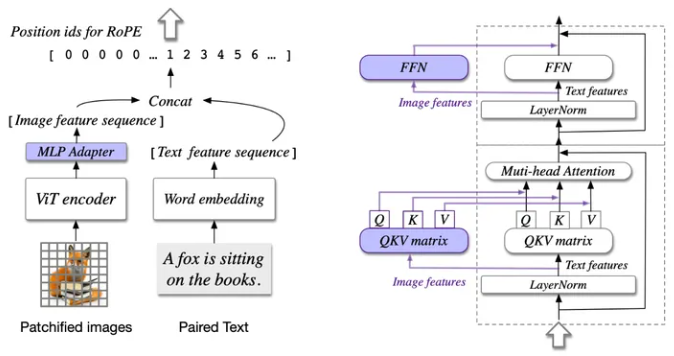 Position ids for RoPE
[ 0 0 0 0 0 … 1 2 3 4 5 6 … ]
Concat
[Image feature sequence]
MLP Adapter
[Text feature sequence]
ViT encoder
Word embedding
A fox is sitting
on the books.
Patchified images
Paired Text
FFN
FFN
Image features
Text features
LayerNorm
Muti-head Attention
Q K V
Q K V
QKV matrix
QKV matrix
Image features
Text features
LayerNorm